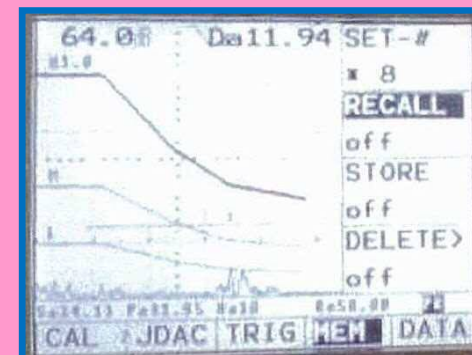 64.0 Da11.94 SET-#
* 8
RECALL
off
STORE
off
DELETE>
off
CAL JDAC TRIG MEM DATA